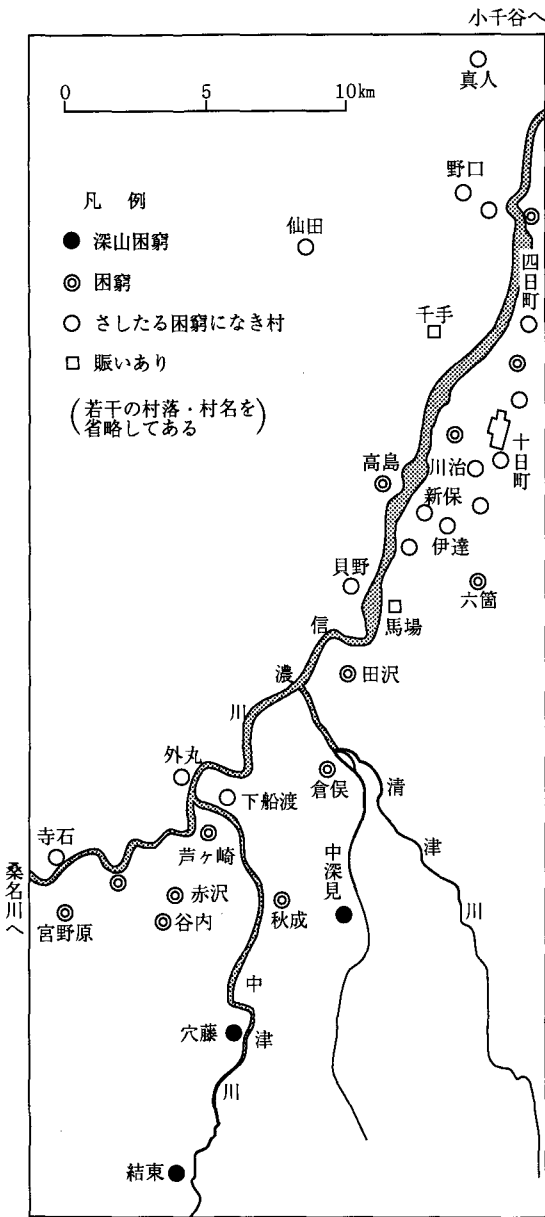 小千谷へ
真人
0 5 10km
野口
凡例
仙田
● 深山困窮
◎ 困窮
四日町
○ さしたる困窮になき村
千手
□ 賑いあり
(若干の村落・村名を
省略してある)
十日町
高島
川治
新保
伊達
貝野
六箇
馬場
信濃川
田沢
外丸
倉俣
清津川
下船渡
寺石
芦ヶ崎
中深見
桑名川へ
赤沢
秋成
宮野原
谷内
中津川
穴藤
結東